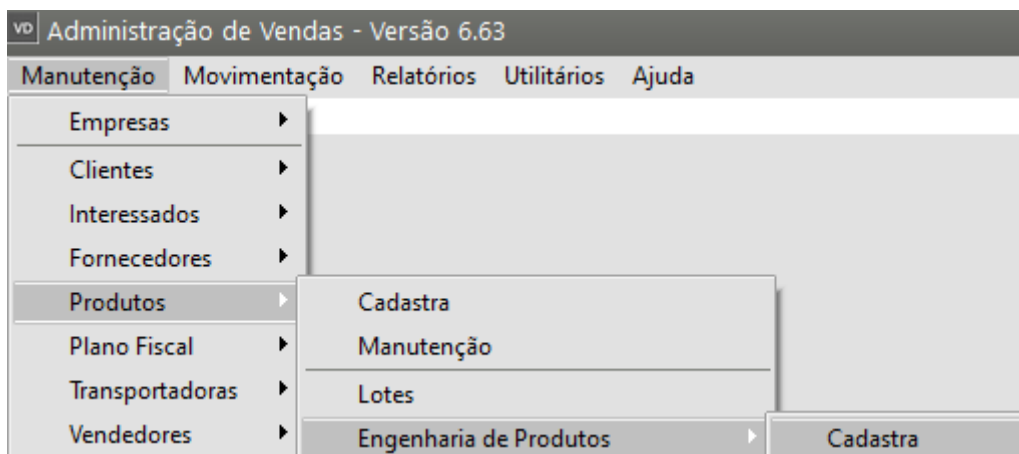 VD Administração de Vendas - Versão 6.63
Manutenção Movimentação Relatórios Utilitários Ajuda
Empresas
Clientes
Interessados
Fornecedores
Produtos
Cadastra
Plano Fiscal
Manutenção
Transportadoras
Lotes
Vendedores
Engenharia de Produtos
Cadastra